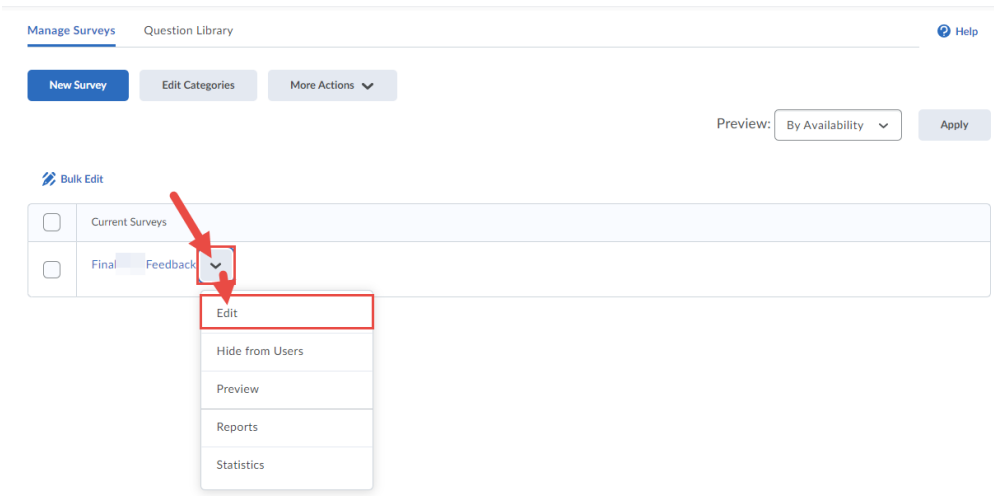 Manage Surveys Question Library Help
New Survey Edit Categories More Actions
Preview: By Availability Apply
Bulk Edit
Current Surveys
Final Feedback
Edit
Hide from Users
Preview
Reports
Statistics